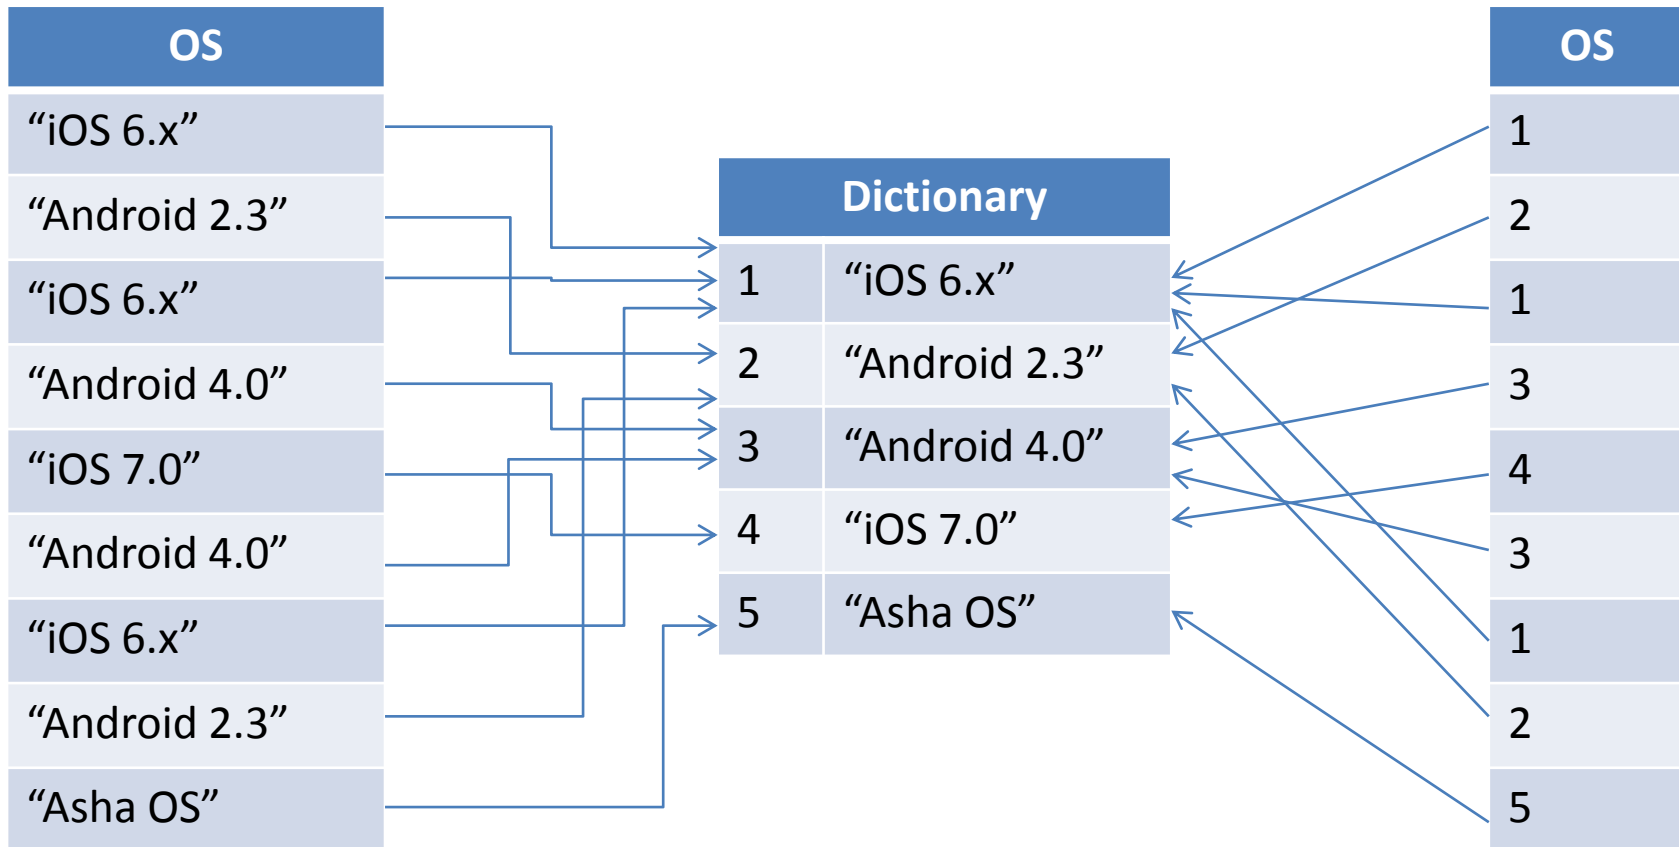 OS
“iOS 6.x”
“Android 2.3”
“iOS 6.x”
“Android 4.0”
“iOS 7.0”
“Android 4.0”
“iOS 6.x”
“Android 2.3”
“Asha OS”
Dictionary
1 “iOS 6.x”
2 “Android 2.3”
3 “Android 4.0”
4 “iOS 7.0”
5 “Asha OS”
OS
1
2
1
3
4
3
1
2
5